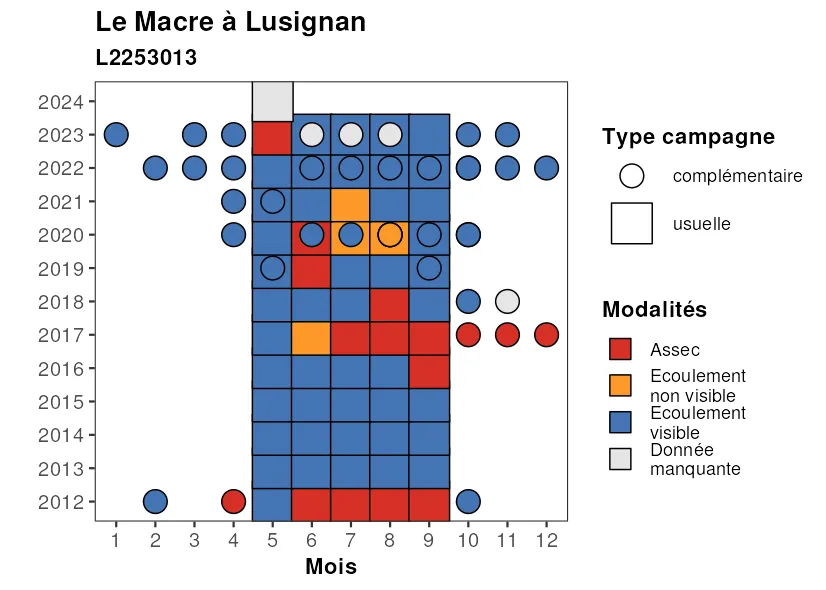 Le Macre à Lusignan
L2253013
2024
2023
2022
2021
2020
2019
2018
2017
2016
2015
2014
2013
2012
1 2 3 4 5 6 7 8 9 10 11 12
Mois
Type campagne
complémentaire
usuelle
Modalités
Assec
Ecoulement
non visible
Ecoulement
visible
Donnée
manquante